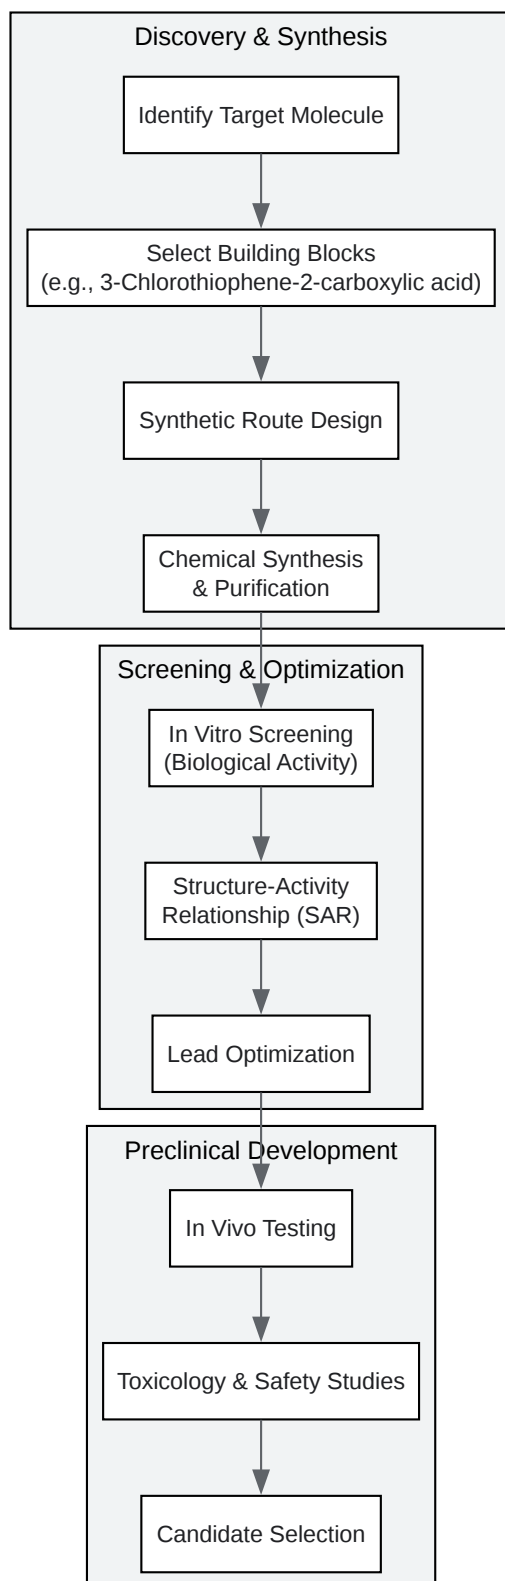 Discovery & Synthesis
Identify Target Molecule
Select Building Blocks
(e.g., 3-Chlorothiophene-2-carboxylic acid)
Synthetic Route Design
Chemical Synthesis
& Purification
Screening & Optimization
In Vitro Screening
(Biological Activity)
Structure-Activity
Relationship (SAR)
Lead Optimization
Preclinical Development
In Vivo Testing
Toxicology & Safety Studies
Candidate Selection